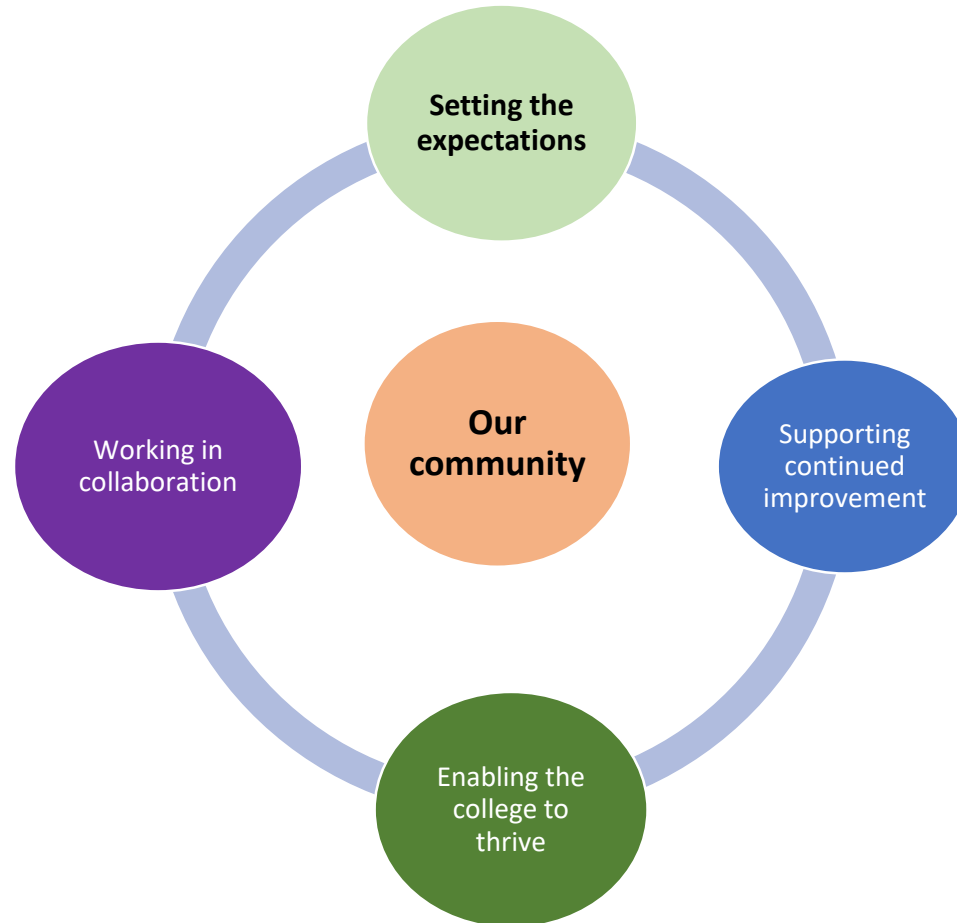 Setting the
expectations
Our
community
Working in
collaboration
Supporting
continued
improvement
Enabling the
college to
thrive